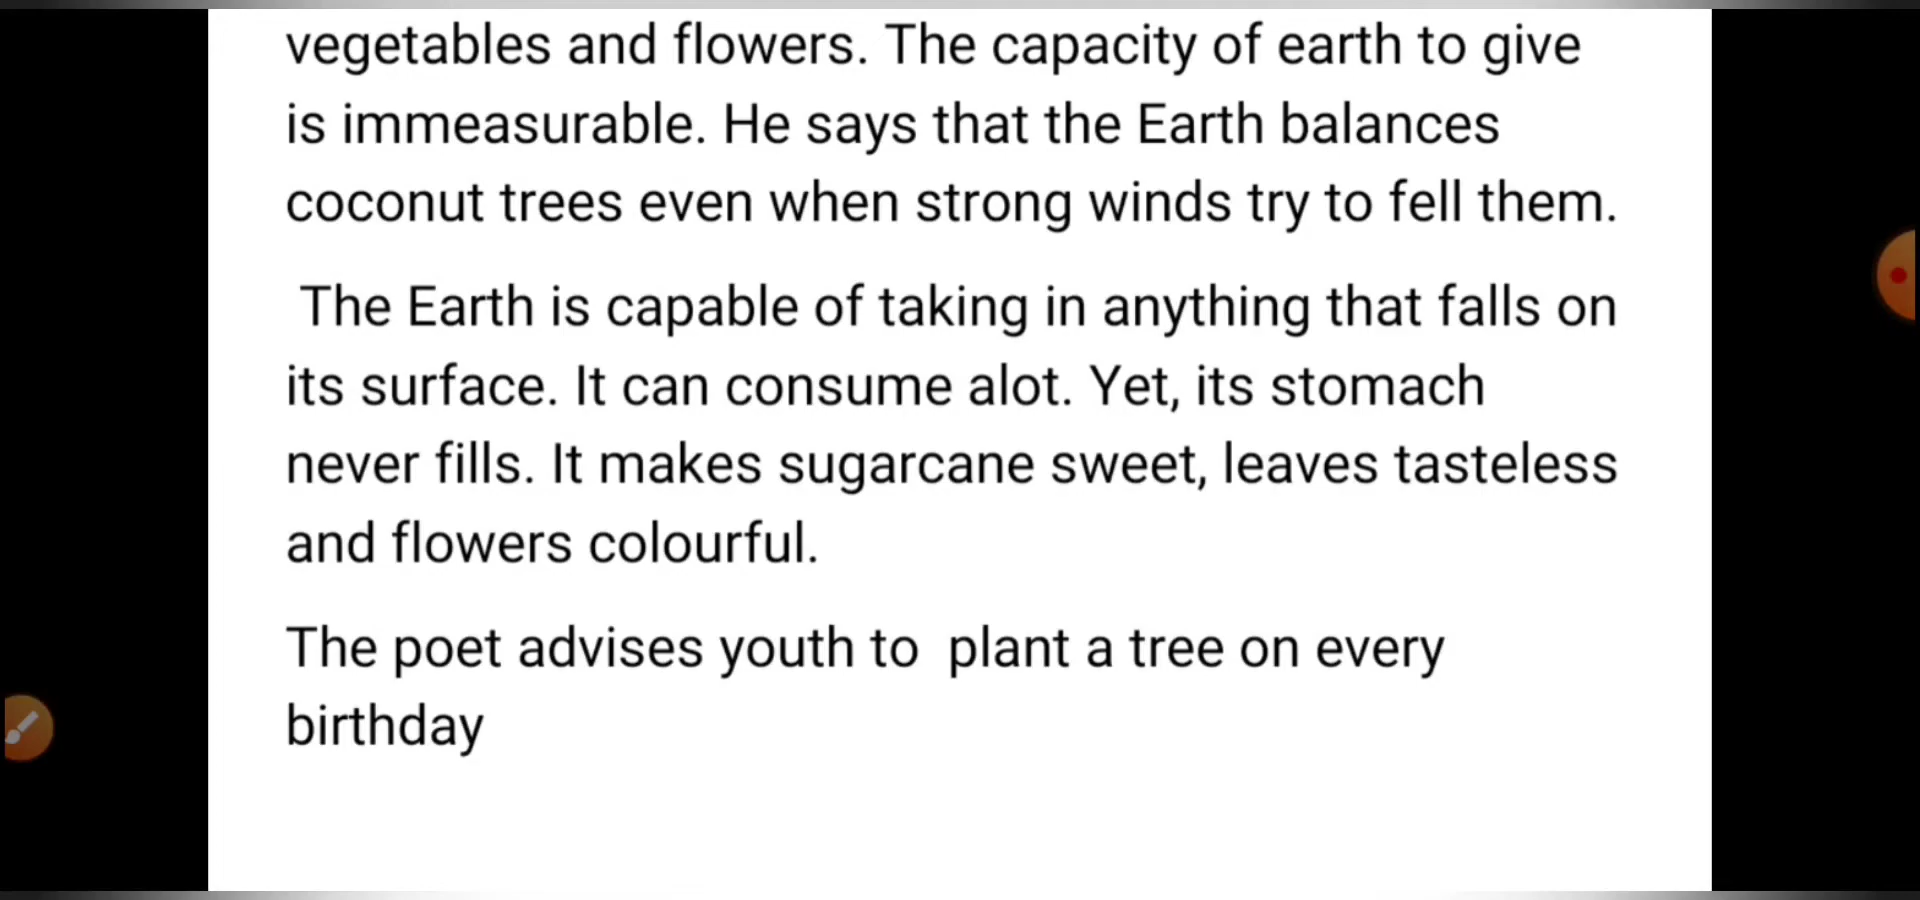 vegetables and flowers. The capacity of earth to give
is immeasurable. He says that the Earth balances
coconut trees even when strong winds try to fell them.
The Earth is capable of taking in anything that falls on
its surface. It can consume alot. Yet, its stomach
never fills. It makes sugarcane sweet, leaves tasteless
and flowers colourful.
The poet advises youth to  plant a tree on every
birthday